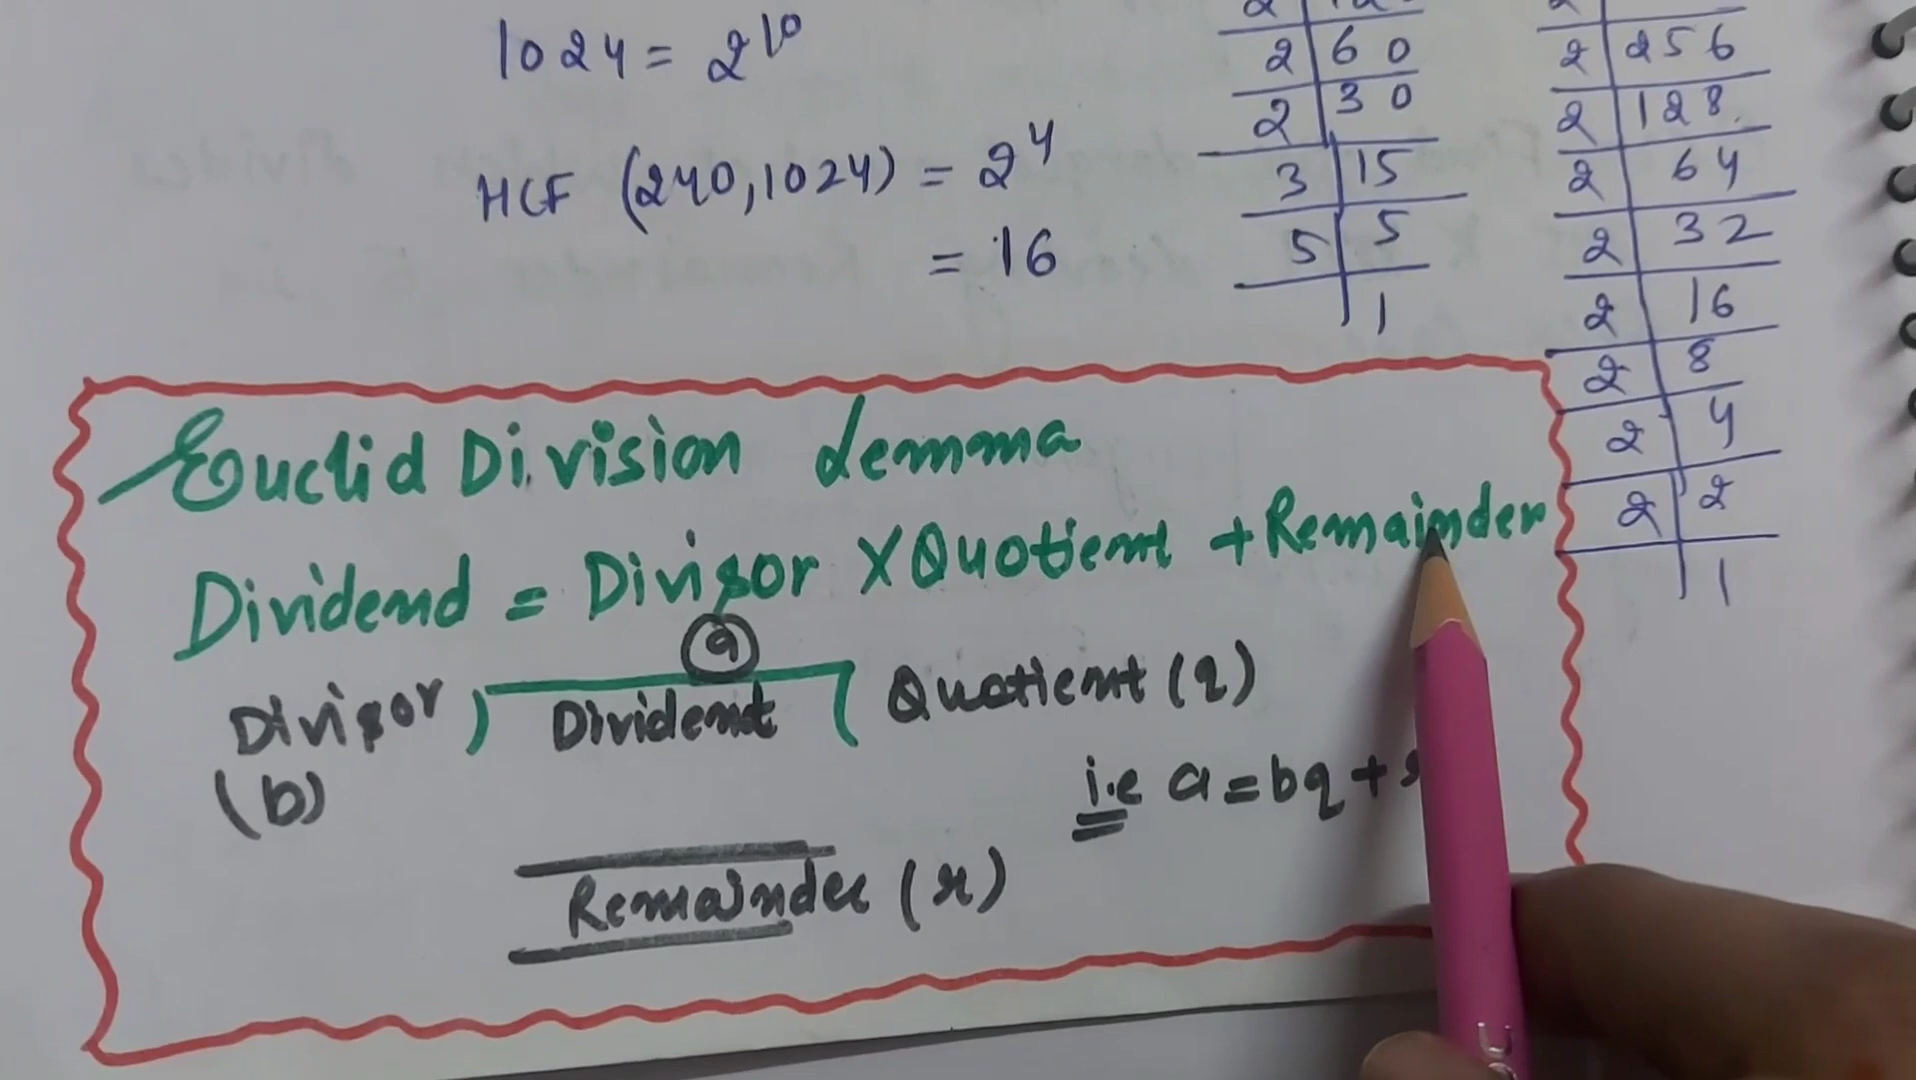 1024 = 2^10
HCF (240,1024) = 2^4
= 16
2 | 60
2 | 30
3 | 15
5 | 5
1
2 | 256
2 | 128
2 | 64
2 | 32
2 | 16
2 | 8
2 | 4
2 | 2
1
Euclid Division Lemma
Dividend = Divisor X Quotient + Remainder
a
Divisor ) Dividend ( Quotient (q)
(b)
i.e a = bq +
Remainder (r)